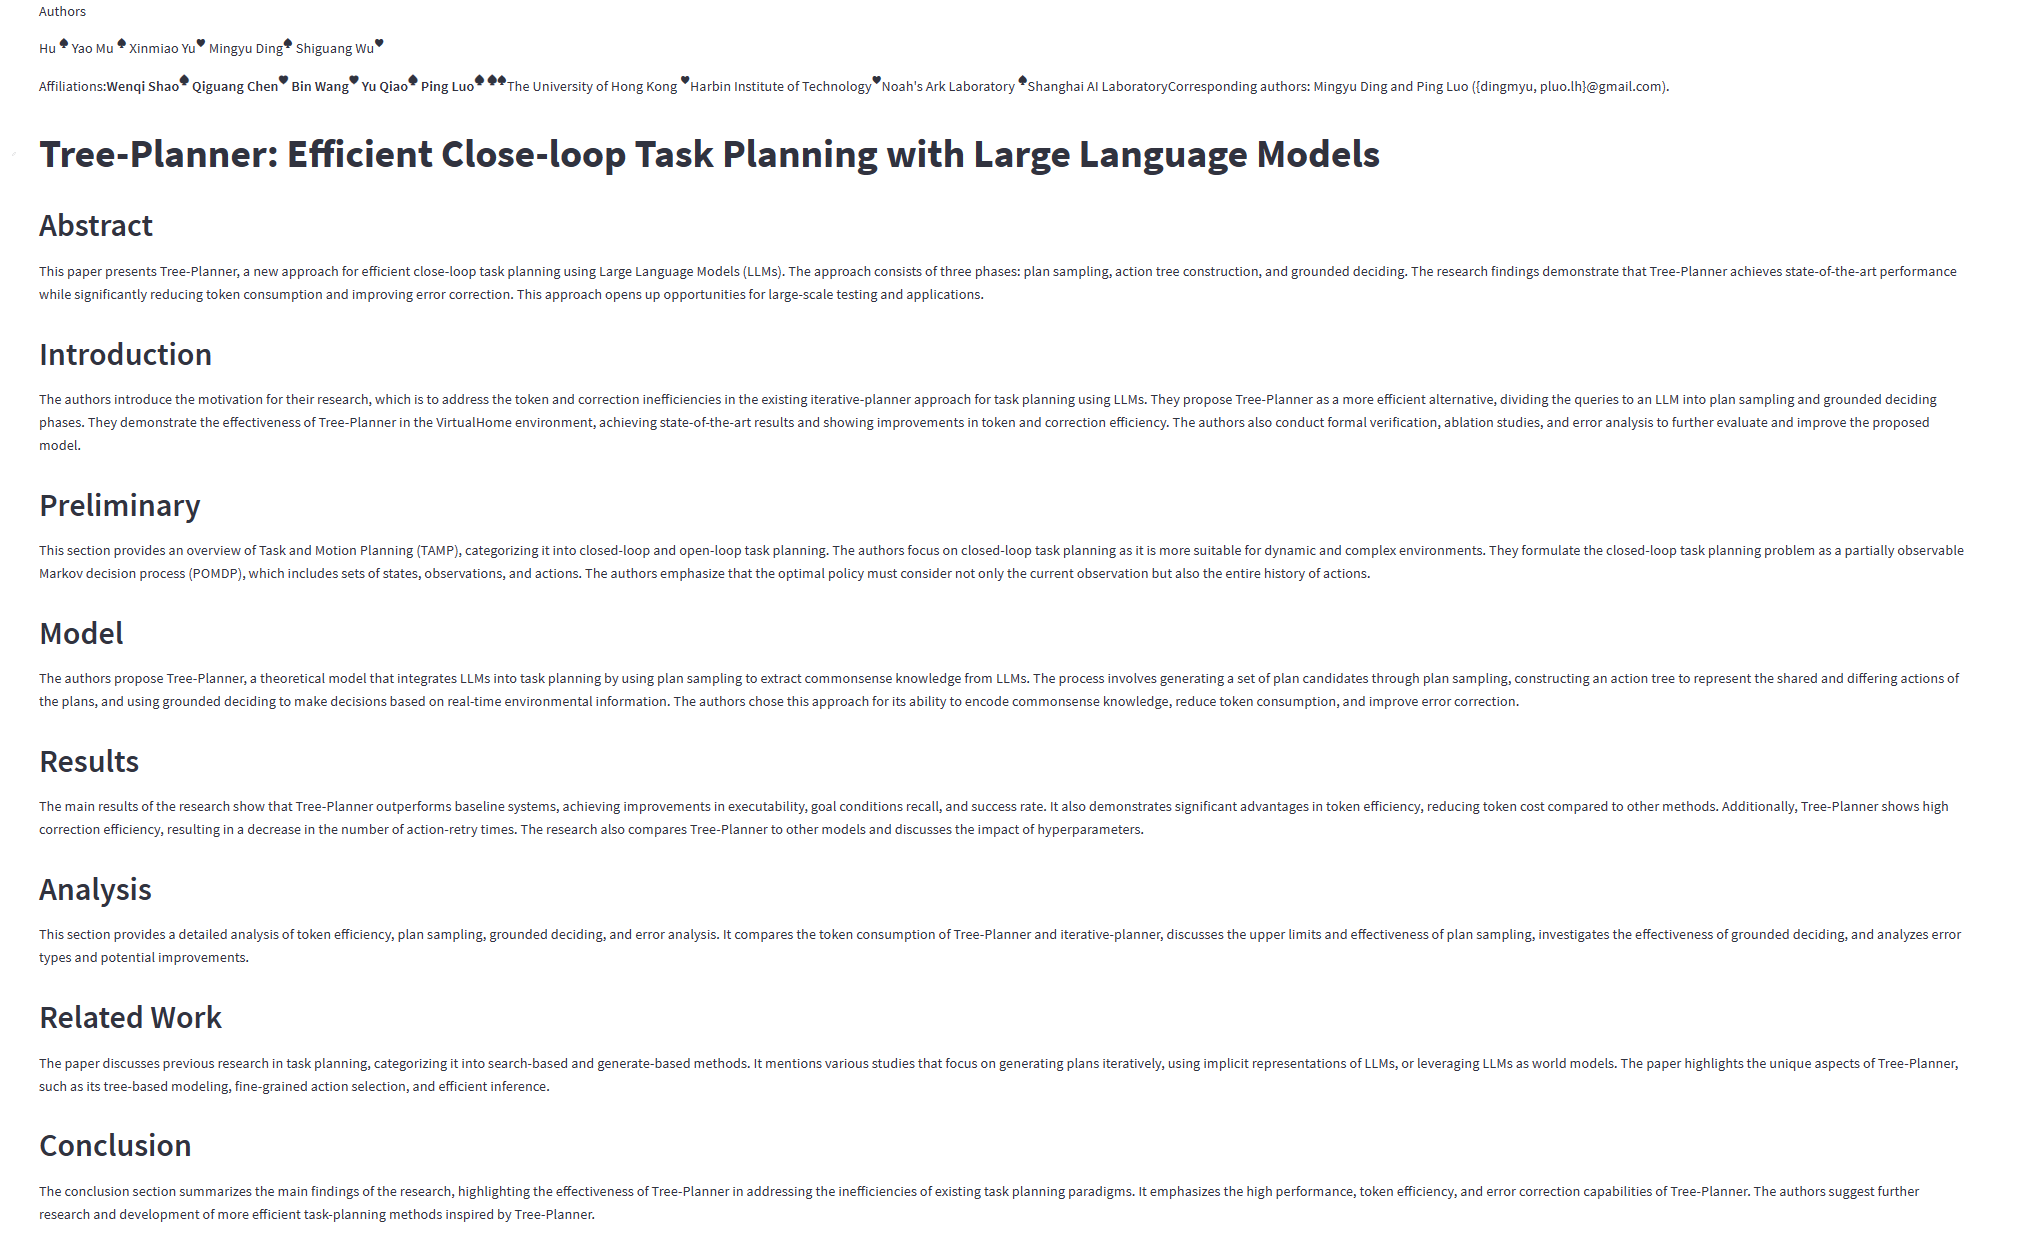 Authors
Hu ♠ Yao Mu ♠ Xinmiao Yu♥ Mingyu Ding♠ Shiguang Wu♥
Affiliations:Wenqi Shao♠ Qiguang Chen♥ Bin Wang♥ Yu Qiao♠ Ping Luo♠ ♠♠The University of Hong Kong ♥Harbin Institute of Technology♥Noah's Ark Laboratory ♠Shanghai AI LaboratoryCorresponding authors: Mingyu Ding and Ping Luo ({dingmyu, pluo.lh}@gmail.com).
Tree-Planner: Efficient Close-loop Task Planning with Large Language Models
Abstract
This paper presents Tree-Planner, a new approach for efficient close-loop task planning using Large Language Models (LLMs). The approach consists of three phases: plan sampling, action tree construction, and grounded deciding. The research findings demonstrate that Tree-Planner achieves state-of-the-art performance
while significantly reducing token consumption and improving error correction. This approach opens up opportunities for large-scale testing and applications.
Introduction
The authors introduce the motivation for their research, which is to address the token and correction inefficiencies in the existing iterative-planner approach for task planning using LLMs. They propose Tree-Planner as a more efficient alternative, dividing the queries to an LLM into plan sampling and grounded deciding
phases. They demonstrate the effectiveness of Tree-Planner in the VirtualHome environment, achieving state-of-the-art results and showing improvements in token and correction efficiency. The authors also conduct formal verification, ablation studies, and error analysis to further evaluate and improve the proposed
model.
Preliminary
This section provides an overview of Task and Motion Planning (TAMP), categorizing it into closed-loop and open-loop task planning. The authors focus on closed-loop task planning as it is more suitable for dynamic and complex environments. They formulate the closed-loop task planning problem as a partially observable
Markov decision process (POMDP), which includes sets of states, observations, and actions. The authors emphasize that the optimal policy must consider not only the current observation but also the entire history of actions.
Model
The authors propose Tree-Planner, a theoretical model that integrates LLMs into task planning by using plan sampling to extract commonsense knowledge from LLMs. The process involves generating a set of plan candidates through plan sampling, constructing an action tree to represent the shared and differing actions of
the plans, and using grounded deciding to make decisions based on real-time environmental information. The authors chose this approach for its ability to encode commonsense knowledge, reduce token consumption, and improve error correction.
Results
The main results of the research show that Tree-Planner outperforms baseline systems, achieving improvements in executability, goal conditions recall, and success rate. It also demonstrates significant advantages in token efficiency, reducing token cost compared to other methods. Additionally, Tree-Planner shows high
correction efficiency, resulting in a decrease in the number of action-retry times. The research also compares Tree-Planner to other models and discusses the impact of hyperparameters.
Analysis
This section provides a detailed analysis of token efficiency, plan sampling, grounded deciding, and error analysis. It compares the token consumption of Tree-Planner and iterative-planner, discusses the upper limits and effectiveness of plan sampling, investigates the effectiveness of grounded deciding, and analyzes error
types and potential improvements.
Related Work
The paper discusses previous research in task planning, categorizing it into search-based and generate-based methods. It mentions various studies that focus on generating plans iteratively, using implicit representations of LLMs, or leveraging LLMs as world models. The paper highlights the unique aspects of Tree-Planner,
such as its tree-based modeling, fine-grained action selection, and efficient inference.
Conclusion
The conclusion section summarizes the main findings of the research, highlighting the effectiveness of Tree-Planner in addressing the inefficiencies of existing task planning paradigms. It emphasizes the high performance, token efficiency, and error correction capabilities of Tree-Planner. The authors suggest further
research and development of more efficient task-planning methods inspired by Tree-Planner.